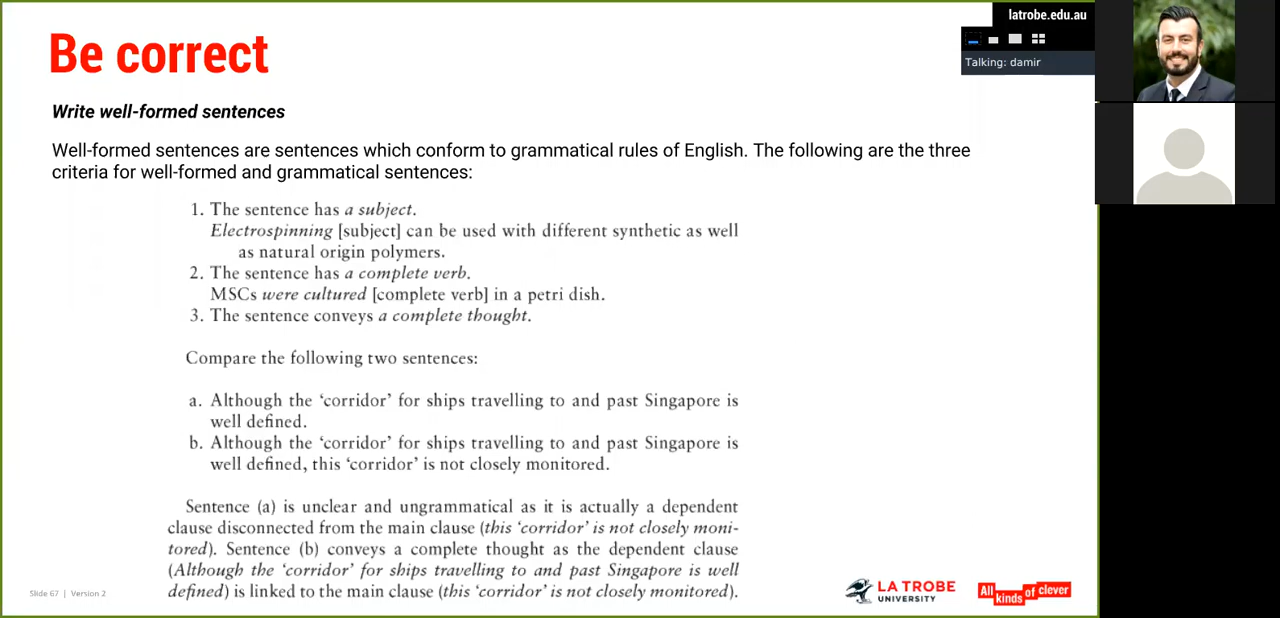 latrobe.edu.au
Be correct
Talking: damir
Write well-formed sentences
Well-formed sentences are sentences which conform to grammatical rules of English. The following are the three
criteria for well-formed and grammatical sentences:
1. The sentence has a subject.
Electrospinning [subject] can be used with different synthetic as well
as natural origin polymers.
2. The sentence has a complete verb.
MSCs were cultured [complete verb] in a petri dish.
3. The sentence conveys a complete thought.
Compare the following two sentences:
a. Although the ‘corridor’ for ships travelling to and past Singapore is
well defined.
b. Although the ‘corridor’ for ships travelling to and past Singapore is
well defined, this ‘corridor’ is not closely monitored.
Sentence (a) is unclear and ungrammatical as it is actually a dependent
clause disconnected from the main clause (this ‘corridor’ is not closely moni-
tored). Sentence (b) conveys a complete thought as the dependent clause
(Although the ‘corridor’ for ships travelling to and past Singapore is well
defined) is linked to the main clause (this ‘corridor’ is not closely monitored).
Slide 67 | Version 2
LA TROBE
UNIVERSITY
All kinds of clever